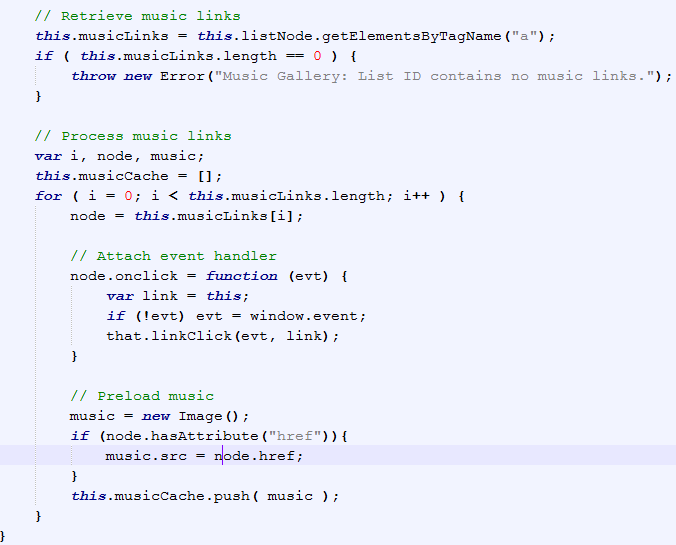 // Retrieve music links
this.musicLinks = this.listNode.getElementsByTagName("a");
if ( this.musicLinks.length == 0 ) {
throw new Error("Music Gallery: List ID contains no music links.");
}
// Process music links
var i, node, music;
this.musicCache = [];
for ( i = 0; i < this.musicLinks.length; i++ ) {
node = this.musicLinks[i];
// Attach event handler
node.onclick = function (evt) {
var link = this;
if (!evt) evt = window.event;
that.linkClick(evt, link);
}
// Preload music
music = new Image();
if (node.hasAttribute("href")){
music.src = node.href;
}
this.musicCache.push( music );
}
}